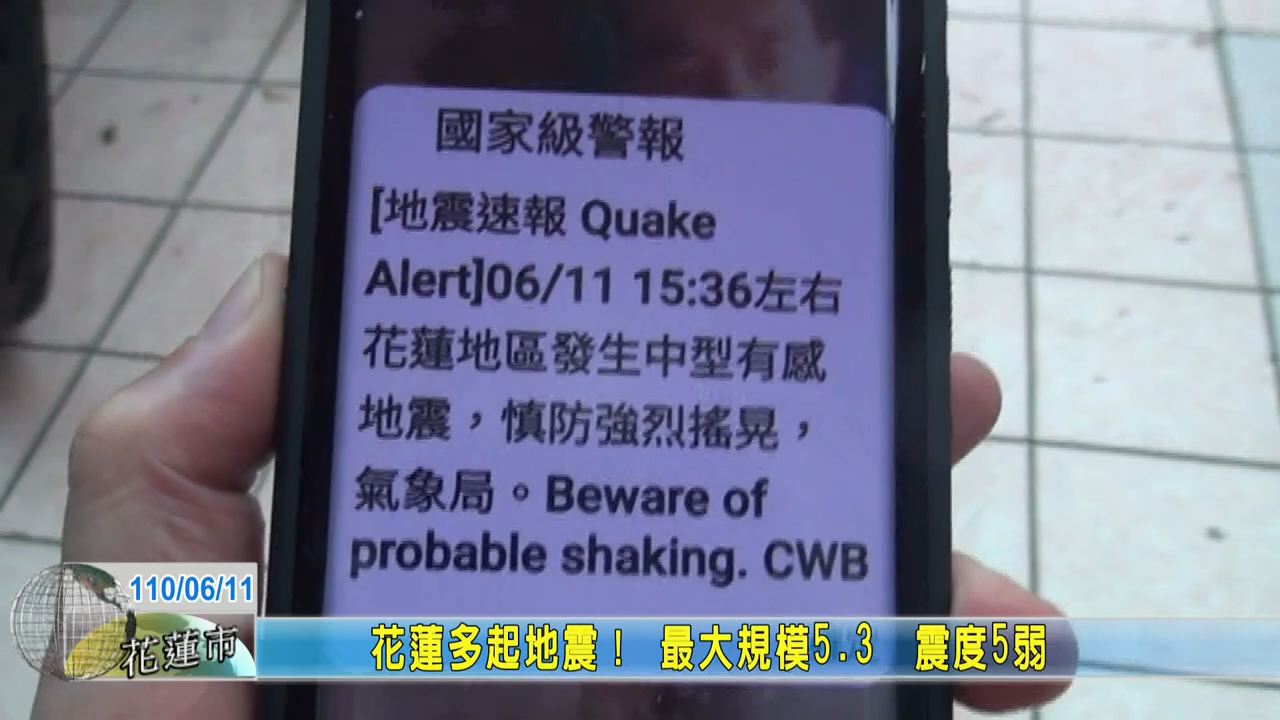 國家級警報
[地震速報 Quake
Alert]06/11 15:36左右
花蓮地區發生中型有感
地震，慎防強烈搖晃，
氣象局。Beware of
probable shaking. CWB
110/06/11
花蓮市
花蓮多起地震！ 最大規模5.3 震度5弱